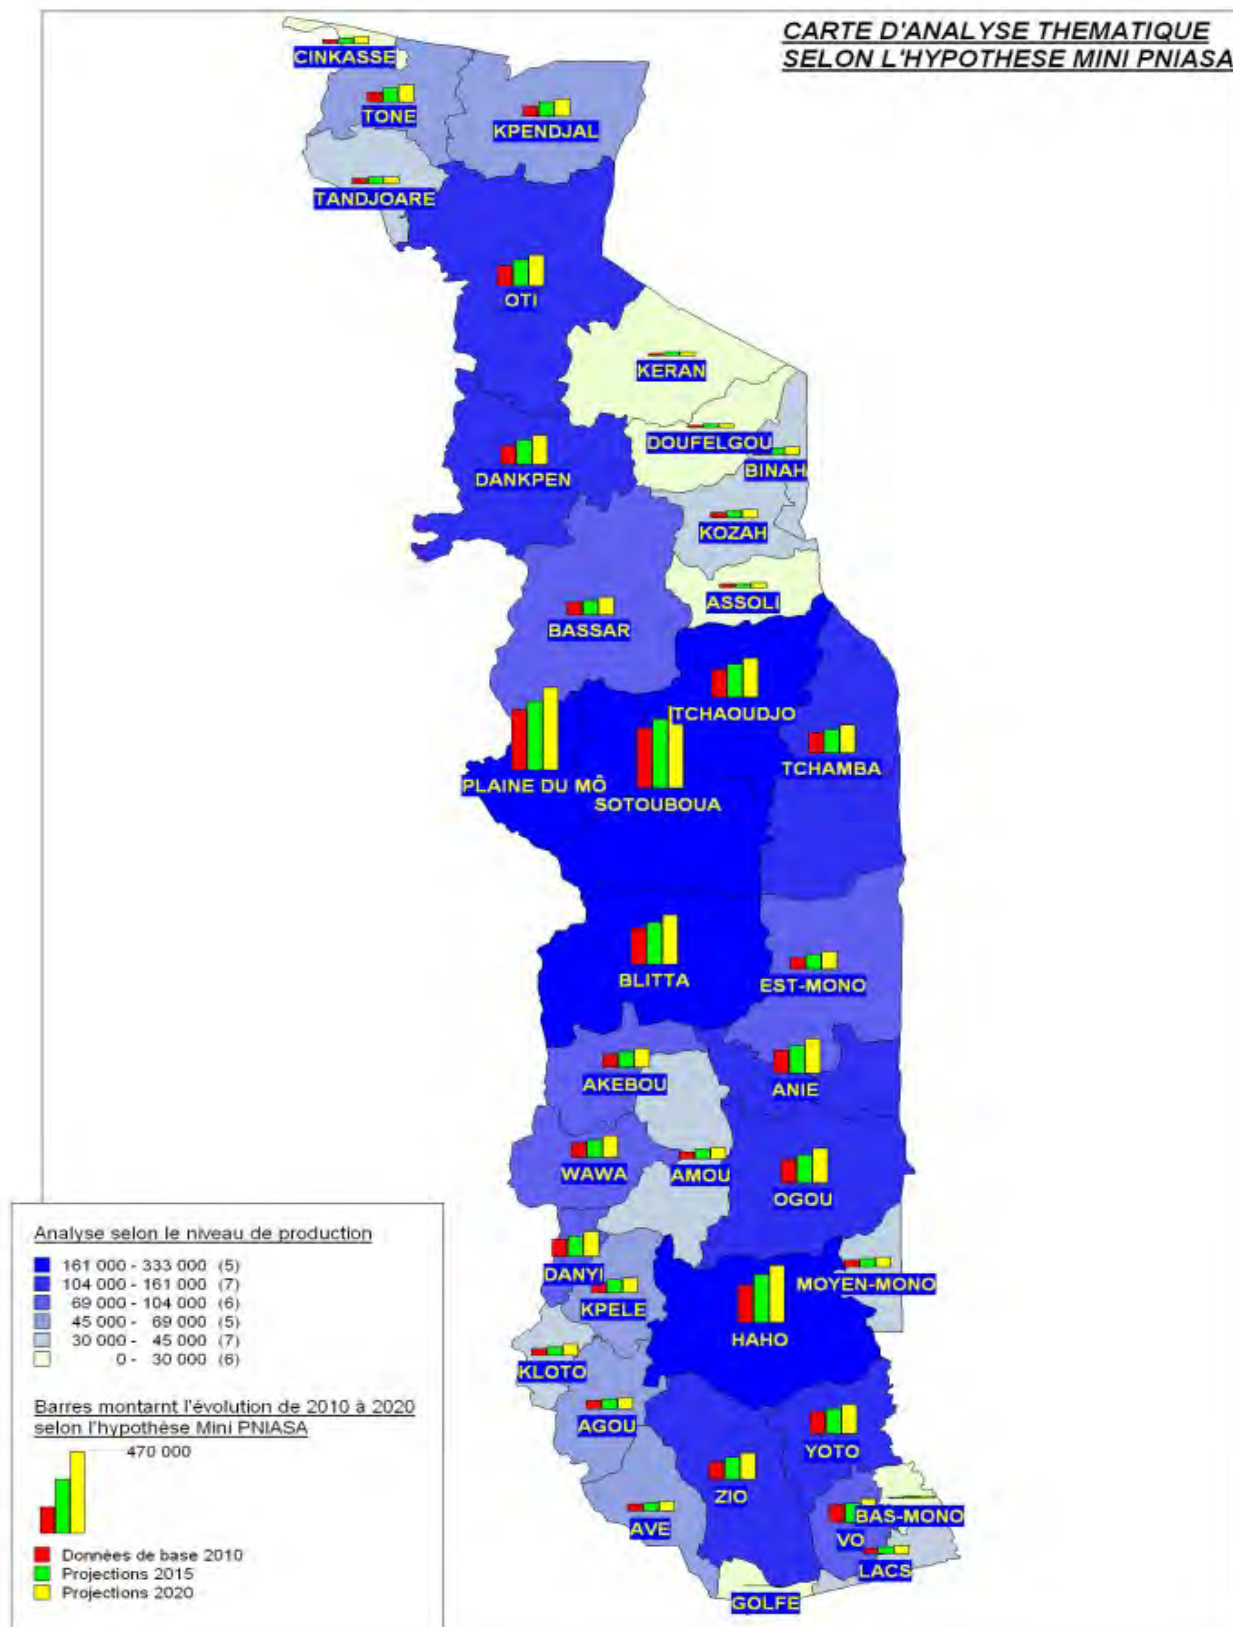 CARTE D'ANALYSE THEMATIQUE
SELON L'HYPOTHESE MINI PNIASA
CINKASSE
TONE
KPENDJAL
TANDJOARE
OTI
KERAN
DOUFELGOU
BINAH
DANKPEN
KOZAH
ASSOLI
BASSAR
TCHAOUDJO
TCHAMBA
PLAINE DU MÔ
SOTOUBOUA
BLITTA
EST-MONO
AKEBOU
ANIE
WAWA
AMOU
OGOU
DANYI
KPELE
MOYEN-MONO
HAHO
KLOTO
AGOU
YOTO
ZIO
AVE
BAS-MONO
VO
LACS
GOLFE
Analyse selon le niveau de production
161 000 - 333 000 (5)
104 000 - 161 000 (7)
69 000 - 104 000 (6)
45 000 - 69 000 (5)
30 000 - 45 000 (7)
0 - 30 000 (6)
Barres montarnt l'évolution de 2010 à 2020
selon l'hypothèse Mini PNIASA
470 000
Données de base 2010
Projections 2015
Projections 2020